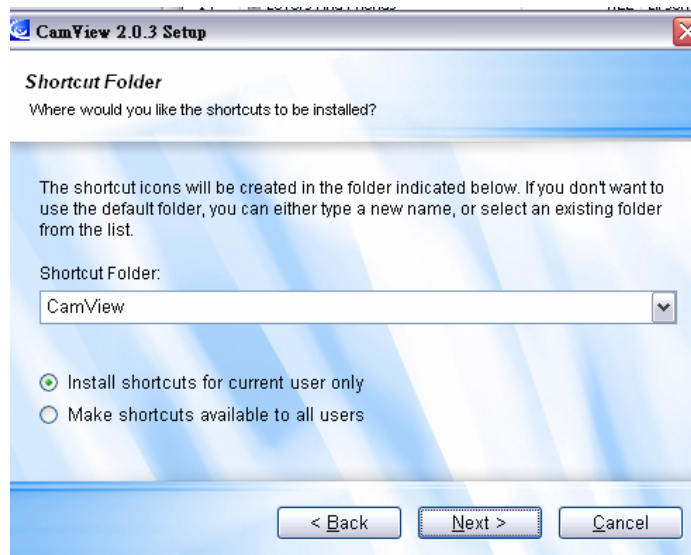 CamView 2.0.3 Setup
Shortcut Folder
Where would you like the shortcuts to be installed?
The shortcut icons will be created in the folder indicated below. If you don't want to
use the default folder, you can either type a new name, or select an existing folder
from the list.
Shortcut Folder:
CamView
Install shortcuts for current user only
Make shortcuts available to all users
< Back
Next >
Cancel